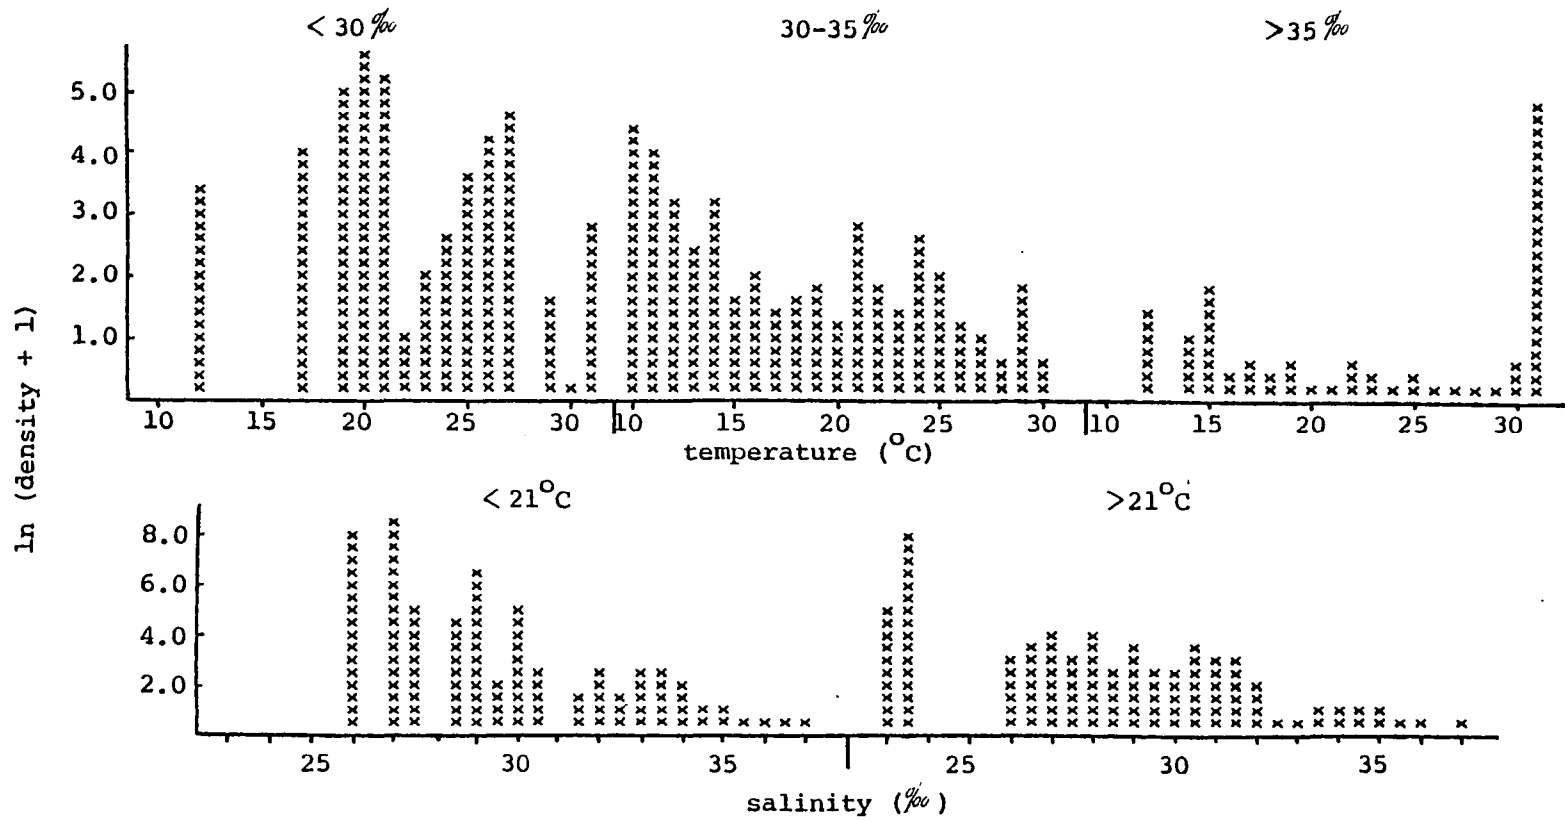 < 30 ‰ 30-35‰ >35 ‰
5.0
4.0
3.0
2.0
1.0
10 15 20 25 30 10 15 20 25 30 10 15 20 25 30
temperature (°C)
ln (density + 1)
< 21°C >21°C
8.0
6.0
4.0
2.0
25 30 35 25 30 35
salinity (‰)